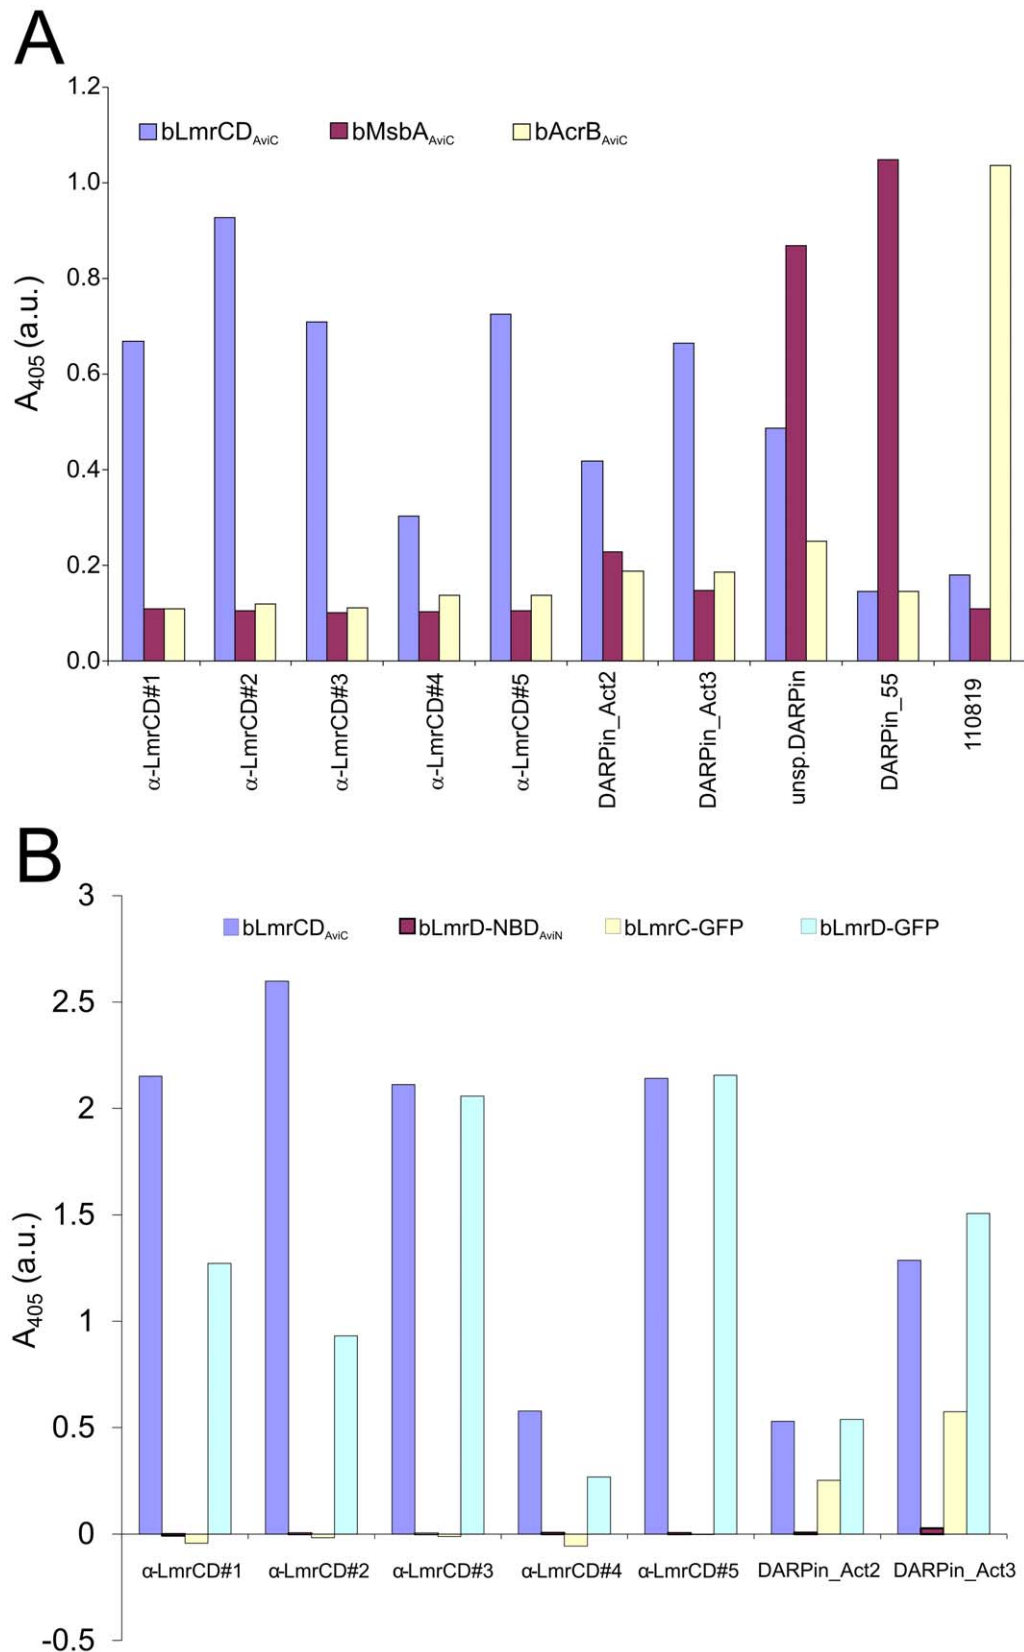 A
1.2
1.0
0.8
0.6
0.4
0.2
0.0
A405 (a.u.)
bLmrCDAviC bMsbAAviC bAcrBAviC
α-LmrCD#1 α-LmrCD#2 α-LmrCD#3 α-LmrCD#4 α-LmrCD#5 DARPin_Act2 DARPin_Act3 unsp.DARPin DARPin_55 110819
B
3
2.5
2
1.5
1
0.5
0
-0.5
A405 (a.u.)
bLmrCDAviC bLmrD-NBDAviN bLmrC-GFP bLmrD-GFP
α-LmrCD#1 α-LmrCD#2 α-LmrCD#3 α-LmrCD#4 α-LmrCD#5 DARPin_Act2 DARPin_Act3